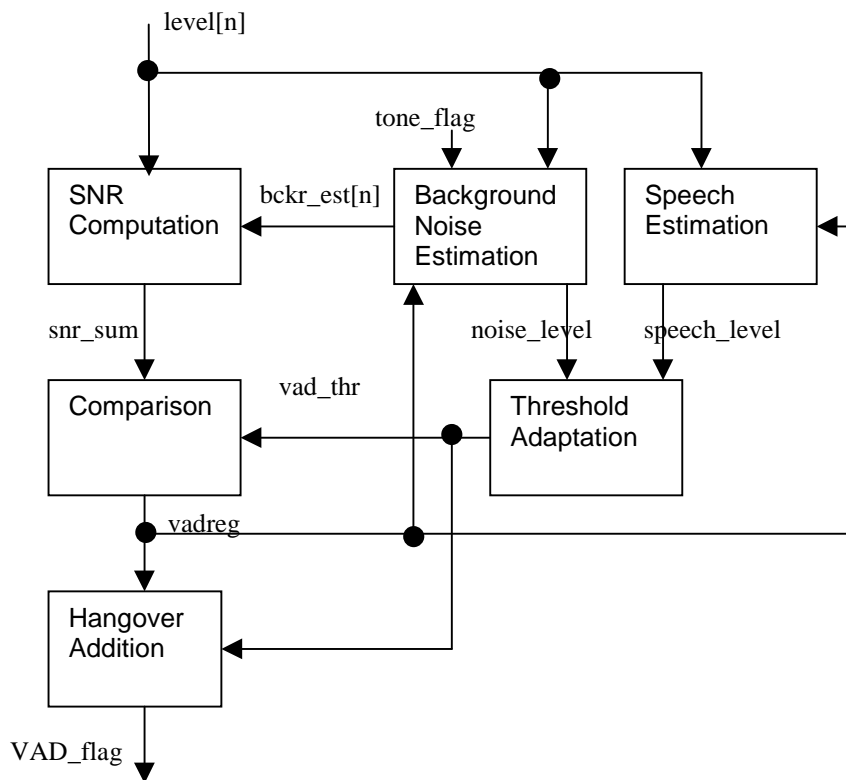 level[n]
tone_flag
SNR
Computation
bckr_est[n]
Background
Noise
Estimation
Speech
Estimation
snr_sum
noise_level
speech_level
Comparison
vad_thr
Threshold
Adaptation
vadreg
Hangover
Addition
VAD_flag